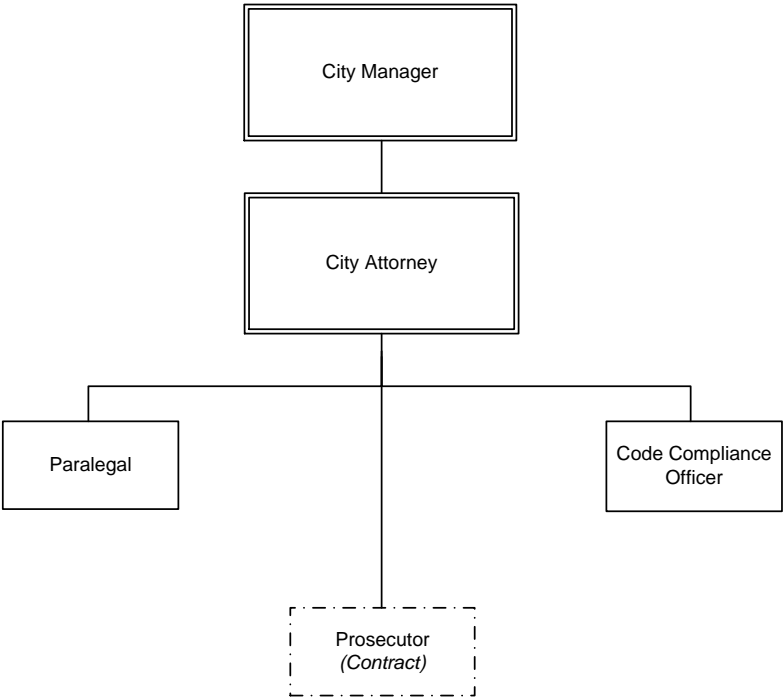 City Manager
City Attorney
Paralegal
Code Compliance
Officer
Prosecutor
(Contract)